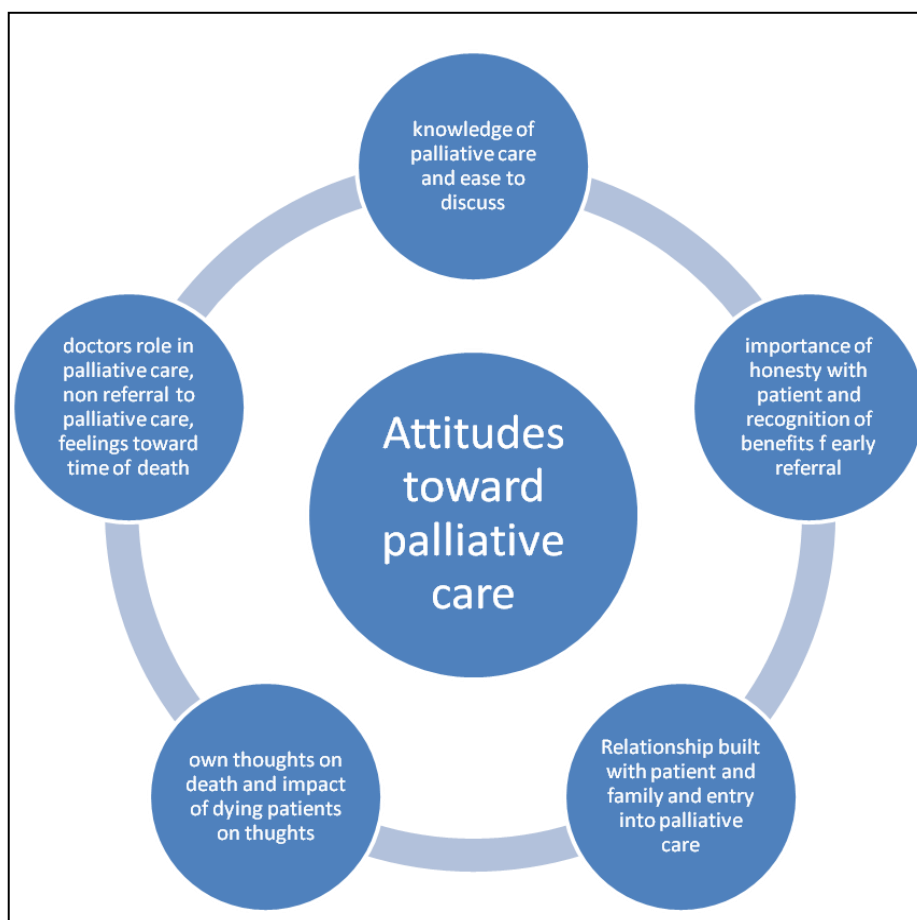 knowledge of
palliative care
and ease to
discuss
importance of
honesty with
patient and
recognition of
benefits f early
referral
Relationship built
with patient and
family and entry
into palliative
care
own thoughts on
death and impact
of dying patients
on thughts
doctors role in
palliative care,
non referral to
palliative care,
feelings toward
time of death
Attitudes
toward
palliative
care